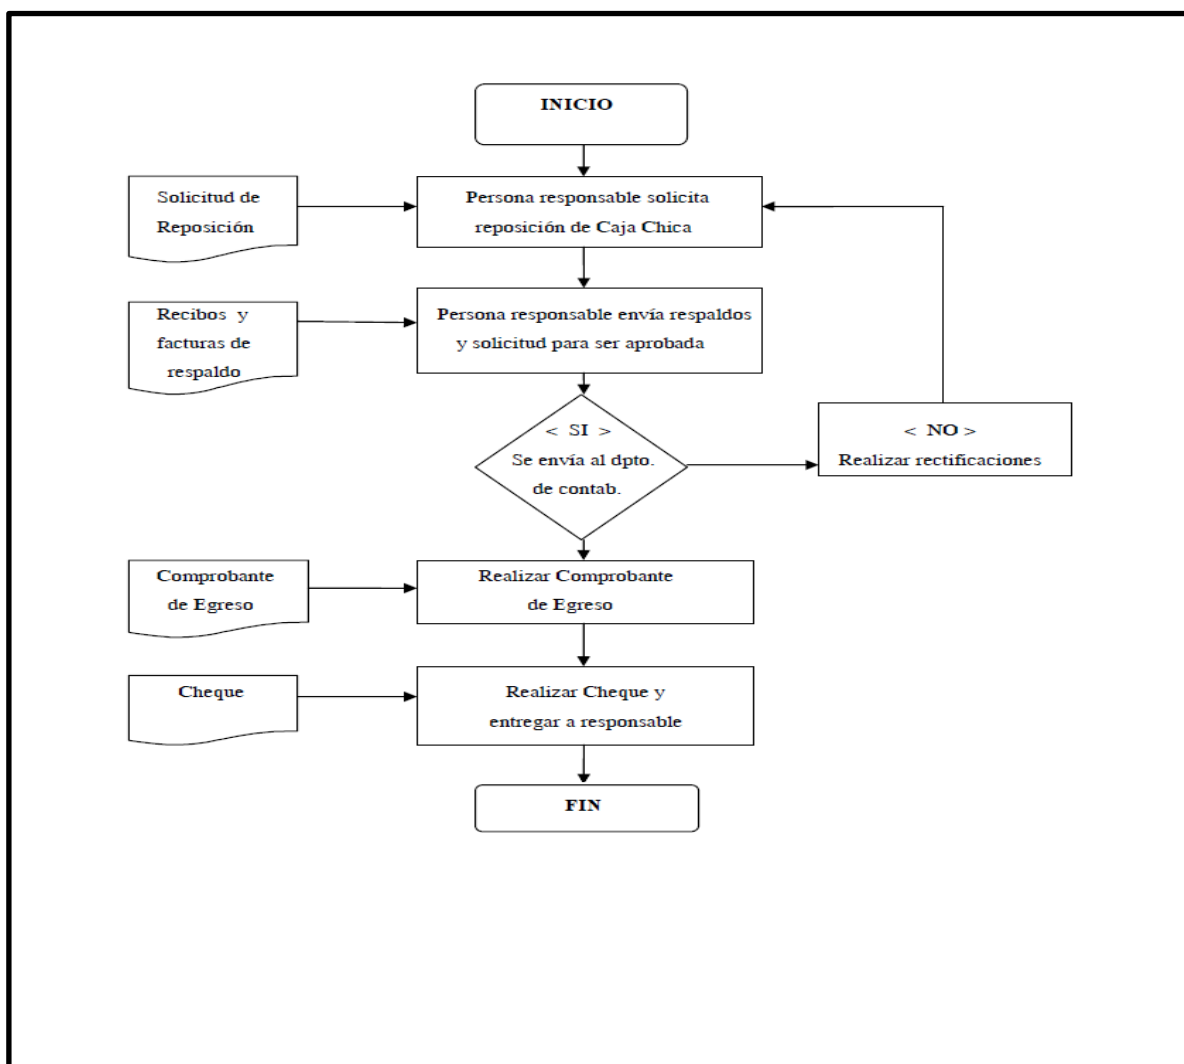 INICIO
Solicitud de
Reposición
Persona responsable solicita
reposición de Caja Chica
Recibos y
facturas de
respaldo
Persona responsable envía respaldos
y solicitud para ser aprobada
< SI >
Se envía al dpto.
de contab.
< NO >
Realizar rectificaciones
Comprobante
de Egreso
Realizar Comprobante
de Egreso
Cheque
Realizar Cheque y
entregar a responsable
FIN